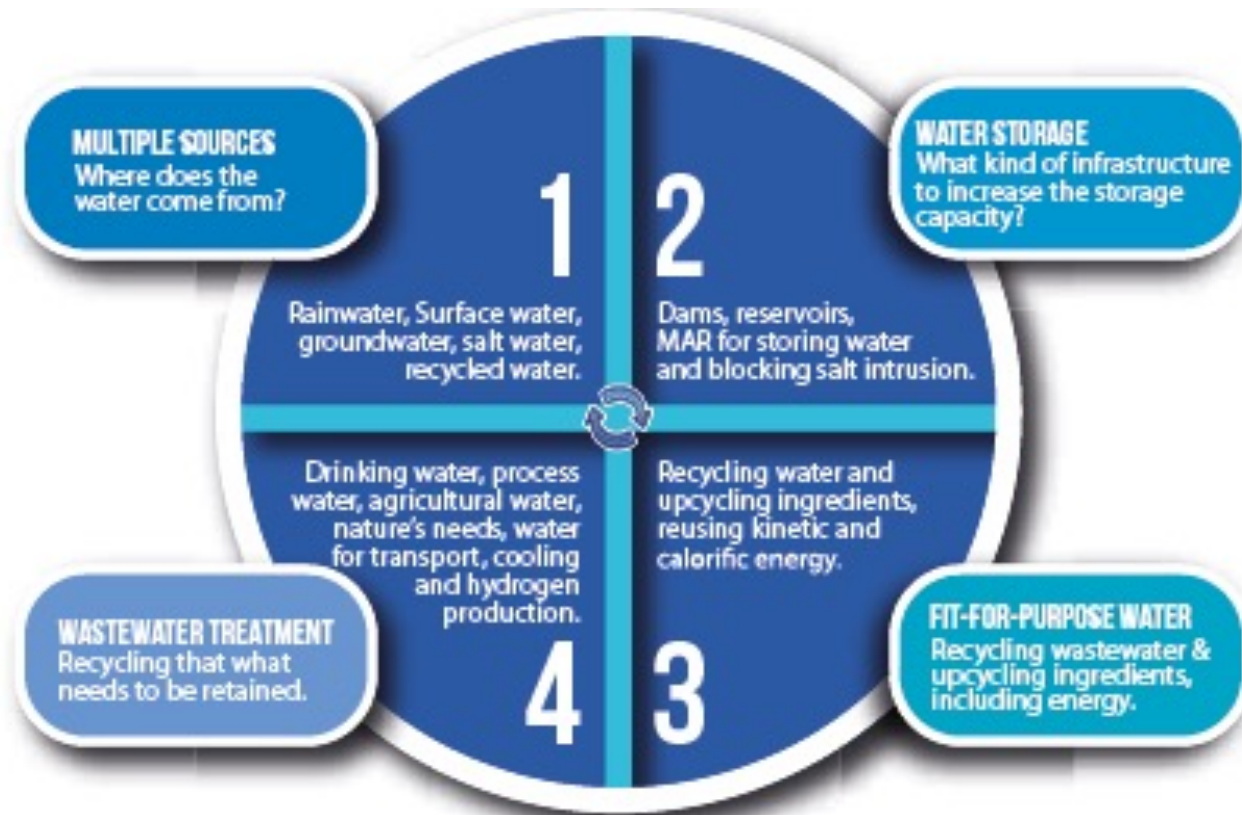 MULTIPLE SOURCES
Where does the
water come from?
WATER STORAGE
What kind of infrastructure
to increase the storage
capacity?
1
Rainwater, Surface water,
groundwater, salt water,
recycled water.
2
Dams, reservoirs,
MAR for storing water
and blocking salt intrusion.
Drinking water, process
water, agricultural water,
nature's needs, water
for transport, cooling
and hydrogen
production.
4
Recycling water and
upcycling ingredients,
reusing kinetic and
calorific energy.
3
WASTEWATER TREATMENT
Recycling that what
needs to be retained.
FIT-FOR-PURPOSE WATER
Recycling wastewater &
upcycling ingredients,
including energy.